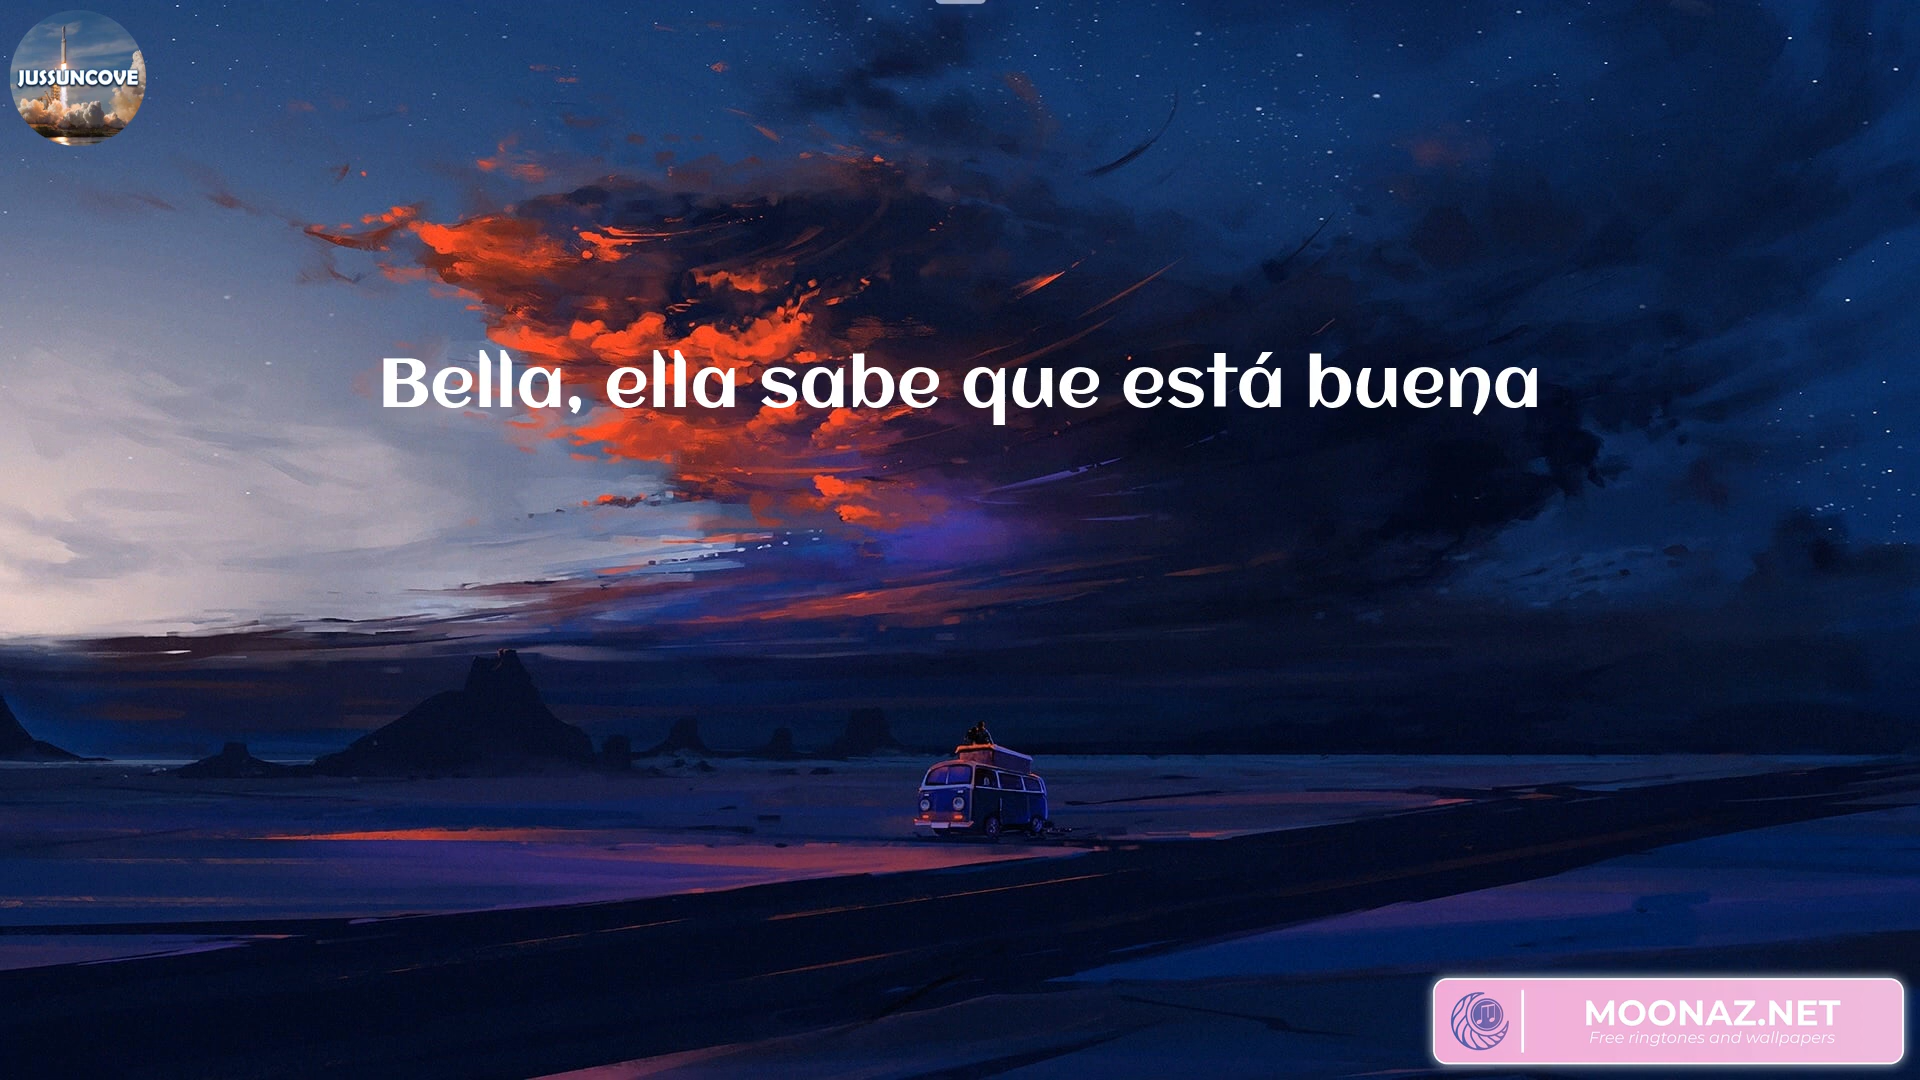 JUSSUNCOVE
Bella, ella sabe que está buena
MOONAZ.NET
Free ringtones and wallpapers